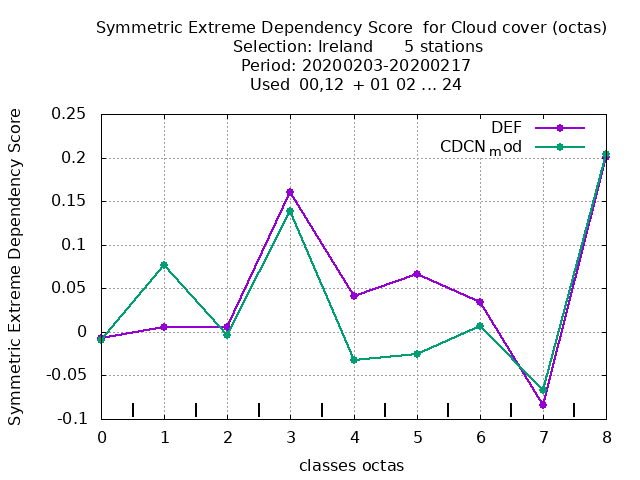 Symmetric Extreme Dependency Score  for Cloud cover (octas)
Selection: Ireland      5 stations
Period: 20200203-20200217
Used  00,12  + 01 02 ... 24
Symmetric Extreme Dependency Score
0.25
0.2
0.15
0.1
0.05
0
-0.05
-0.1
DEF
CDCN mod
0 1 2 3 4 5 6 7 8
classes octas